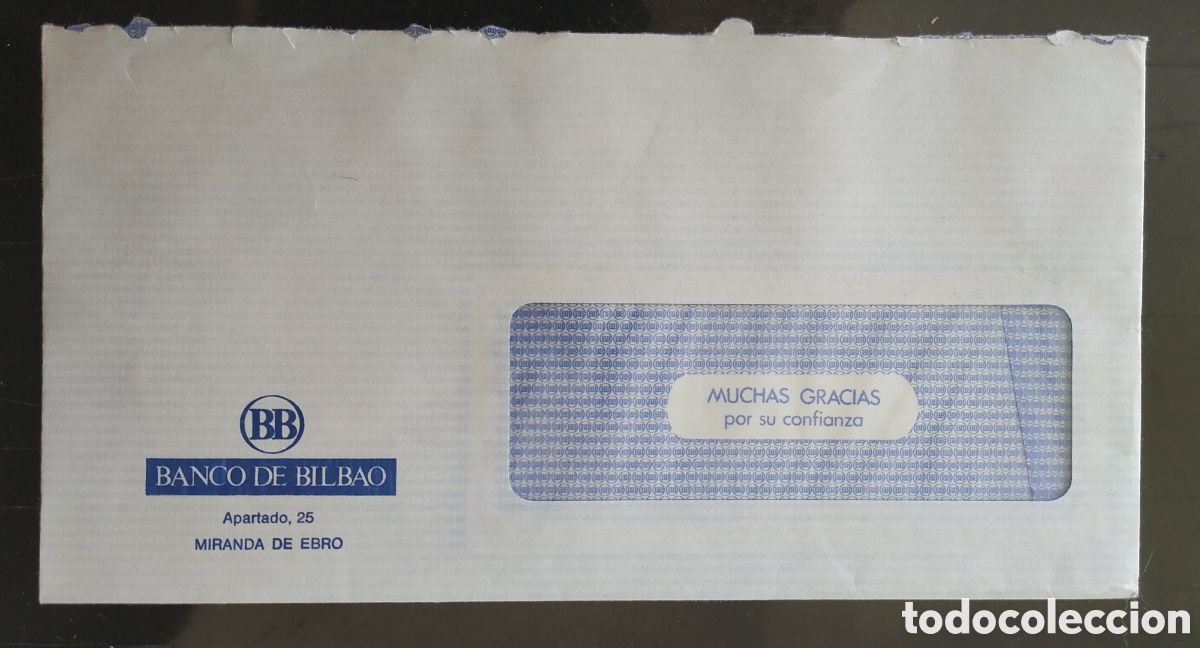 BB
BANCO DE BILBAO
Apartado, 25
MIRANDA DE EBRO
MUCHAS GRACIAS
por su confianza
todocoleccion